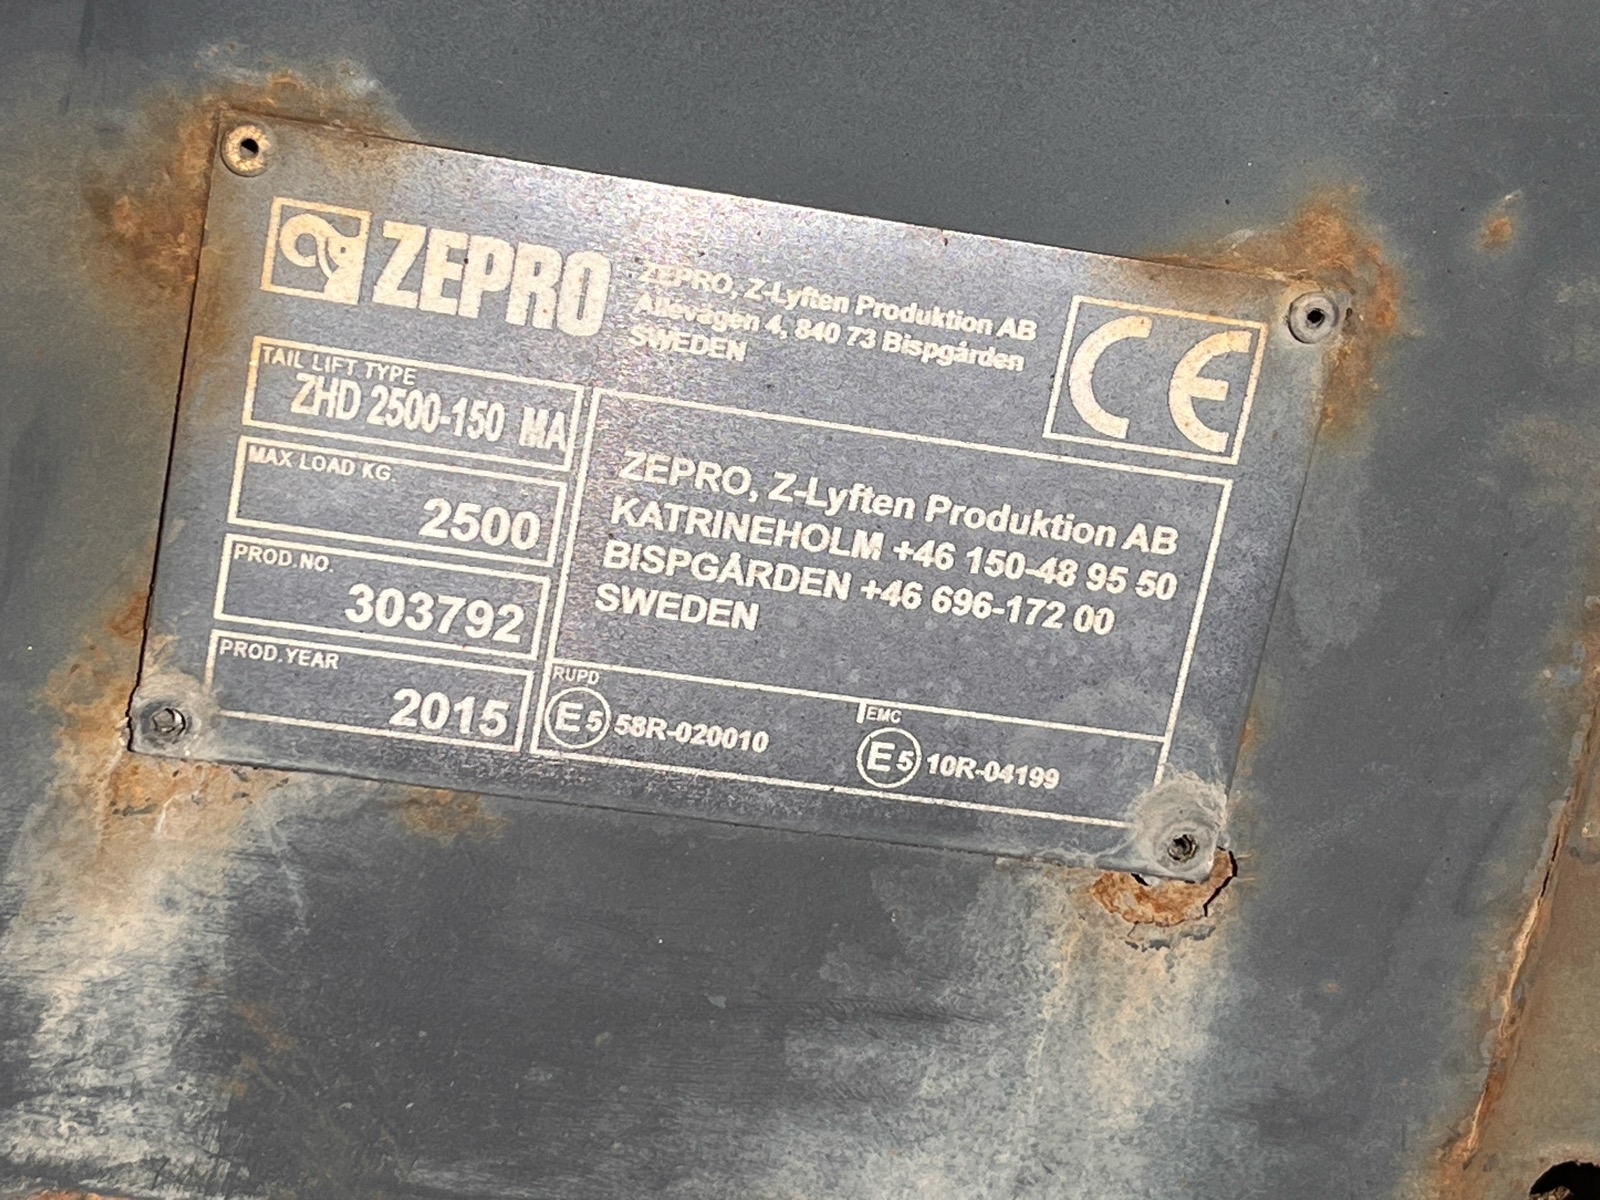 ZEPRO
ZEPRO, Z-Lyften Produktion AB
Allévägen 4, 840 73 Bispgården
SWEDEN
CE
TAIL LIFT TYPE
ZHD 2500-150 MA
MAX LOAD KG.
2500
PROD.NO.
303792
PROD.YEAR
2015
ZEPRO, Z-Lyften Produktion AB
KATRINEHOLM +46 150-48 95 50
BISPGÅRDEN +46 696-172 00
SWEDEN
RUPD
E5 58R-020010
EMC
E5 10R-04199